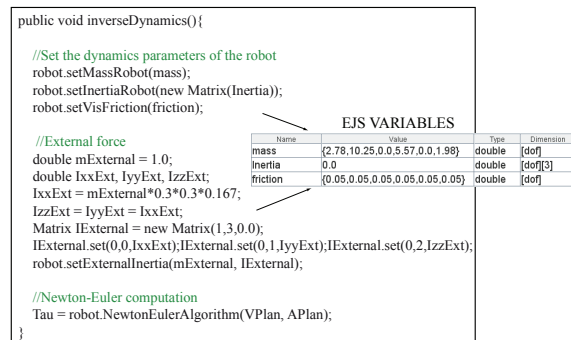 public void inverseDynamics(){
//Set the dynamics parameters of the robot
robot.setMassRobot(mass);
robot.setInertiaRobot(new Matrix(Inertia));
robot.setVisFriction(friction);
EJS VARIABLES
Name Value Type Dimension
mass {2.78,10.25,0.0,5.57,0.0,1.98} double [dof]
Inertia 0.0 double [dof][3]
friction {0.05,0.05,0.05,0.05,0.05,0.05} double [dof]
//External force
double mExternal = 1.0;
double IxxExt, IyyExt, IzzExt;
IxxExt = mExternal*0.3*0.3*0.167;
IzzExt = IyyExt = IxxExt;
Matrix IExternal = new Matrix(1,3,0.0);
IExternal.set(0,0,IxxExt);IExternal.set(0,1,IyyExt);IExternal.set(0,2,IzzExt);
robot.setExternalInertia(mExternal, IExternal);
//Newton-Euler computation
Tau = robot.NewtonEulerAlgorithm(VPlan, APlan);
}